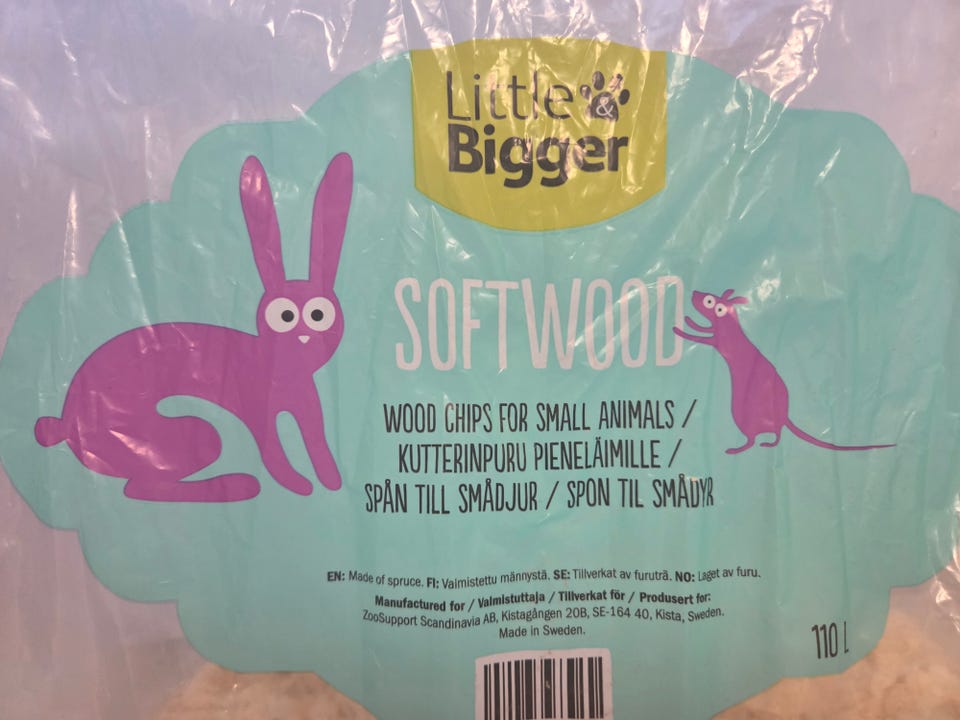 Little &
Bigger
SOFTWOOD
WOOD CHIPS FOR SMALL ANIMALS /
KUTTERINPURU PIENELÄIMILLE /
SPÅN TILL SMÅDJUR / SPON TIL SMÅDYR
EN: Made of spruce. FI: Valmistettu männystä. SE: Tillverkat av furuträ. NO: Laget av furu.
Manufactured for / Valmistuttaja / Tillverkat för / Produsert for:
ZooSupport Scandinavia AB, Kistagången 20B, SE-164 40, Kista, Sweden.
Made in Sweden.
110 L